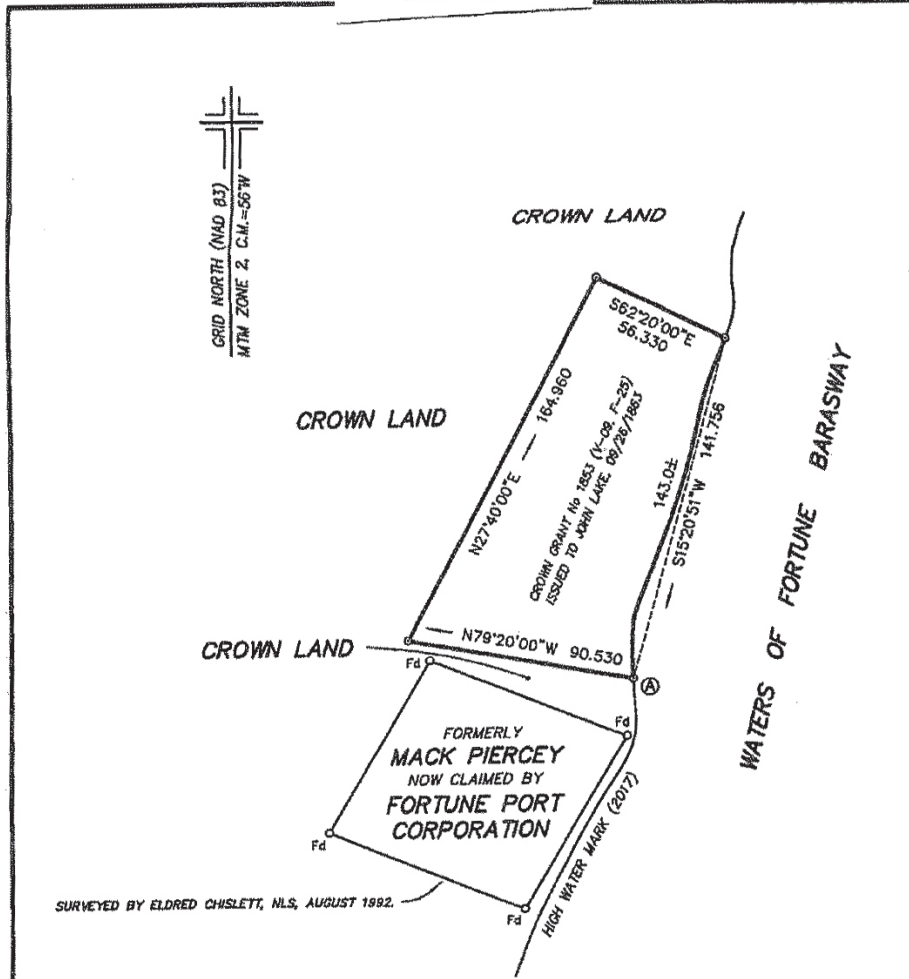 GRID NORTH (NAD 83)
MTM ZONE 2, C.M.=56°W
CROWN LAND
S62°20'00"E
56.330
CROWN LAND
N27°40'00"E — 164.960
CROWN GRANT No 1853 (V-09, F-25)
ISSUED TO JOHN LAKE, 09/26/1863
143.0±
S15°20'51"W 141.756
WATERS OF FORTUNE BARASWAY
CROWN LAND
N79°20'00"W 90.530
A
Fd
Fd
FORMERLY
MACK PIERCEY
NOW CLAIMED BY
FORTUNE PORT
CORPORATION
Fd
Fd
HIGH WATER MARK (2017)
SURVEYED BY ELDRED CHISLETT, NLS, AUGUST 1992.